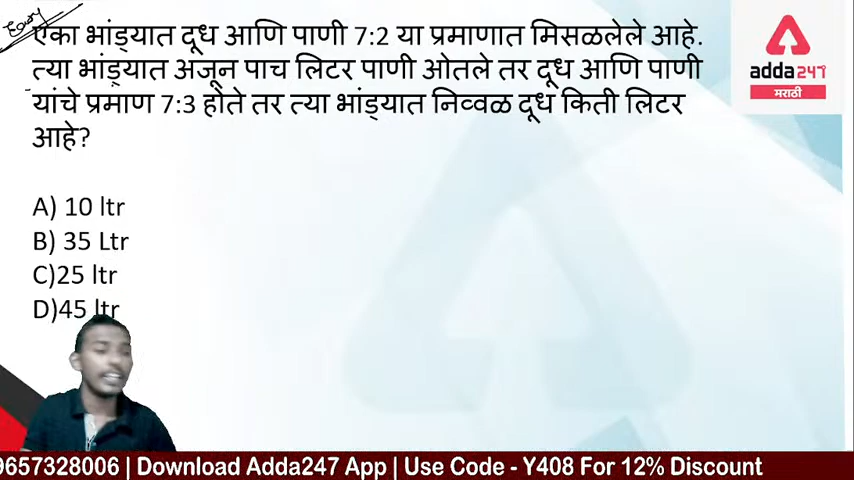 Easy
ऐका भांड्यात दूध आणि पाणी 7:2 या प्रमाणात मिसळलेले आहे.
त्या भांड्यात अजून पाच लिटर पाणी ओतले तर दूध आणि पाणी
यांचे प्रमाण 7:3 होते तर त्या भांड्यात निव्वळ दूध किती लिटर
आहे?
adda247
मराठी
A) 10 ltr
B) 35 Ltr
C)25 ltr
D)45 ltr
9657328006 | Download Adda247 App | Use Code - Y408 For 12% Discount